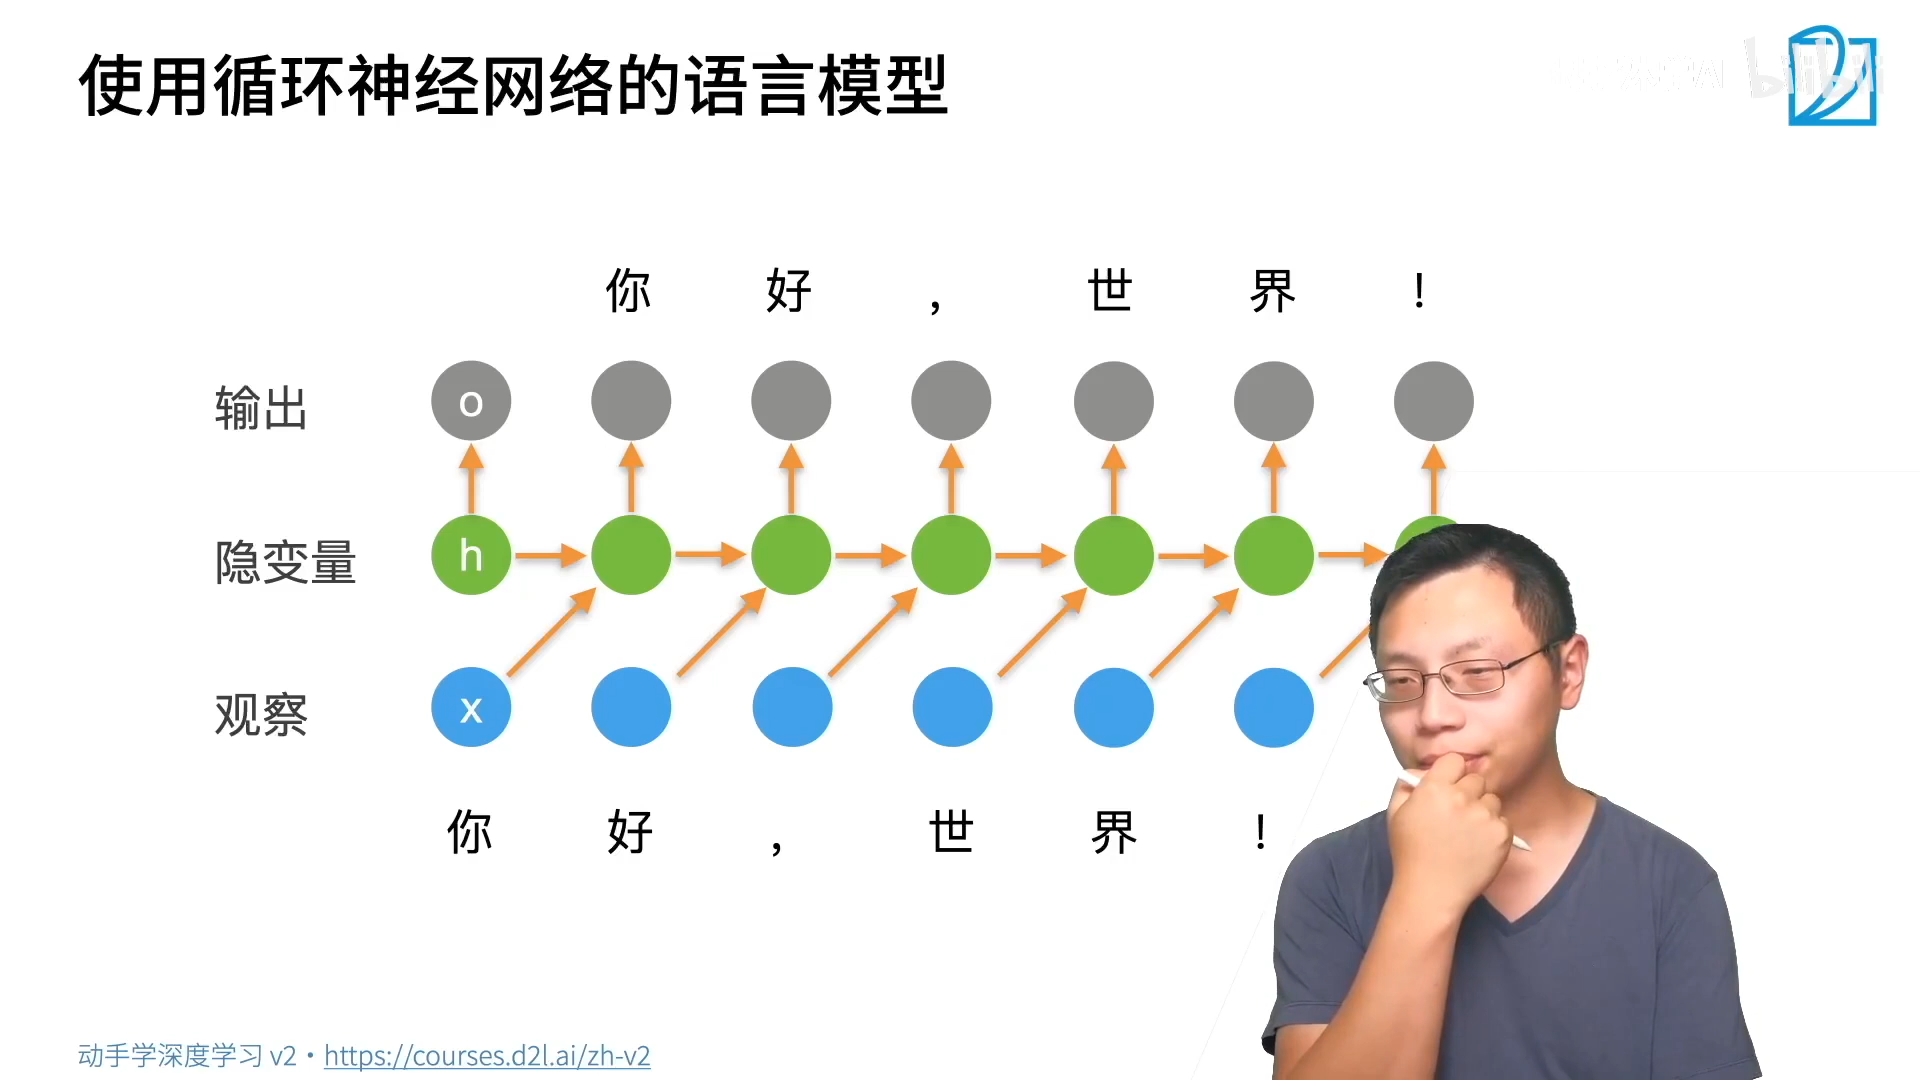 使用循环神经网络的语言模型
bilibili
你 好 , 世 界 !
输出 o
隐变量 h
观察 x
你 好 , 世 界 !
动手学深度学习 v2 · https://courses.d2l.ai/zh-v2